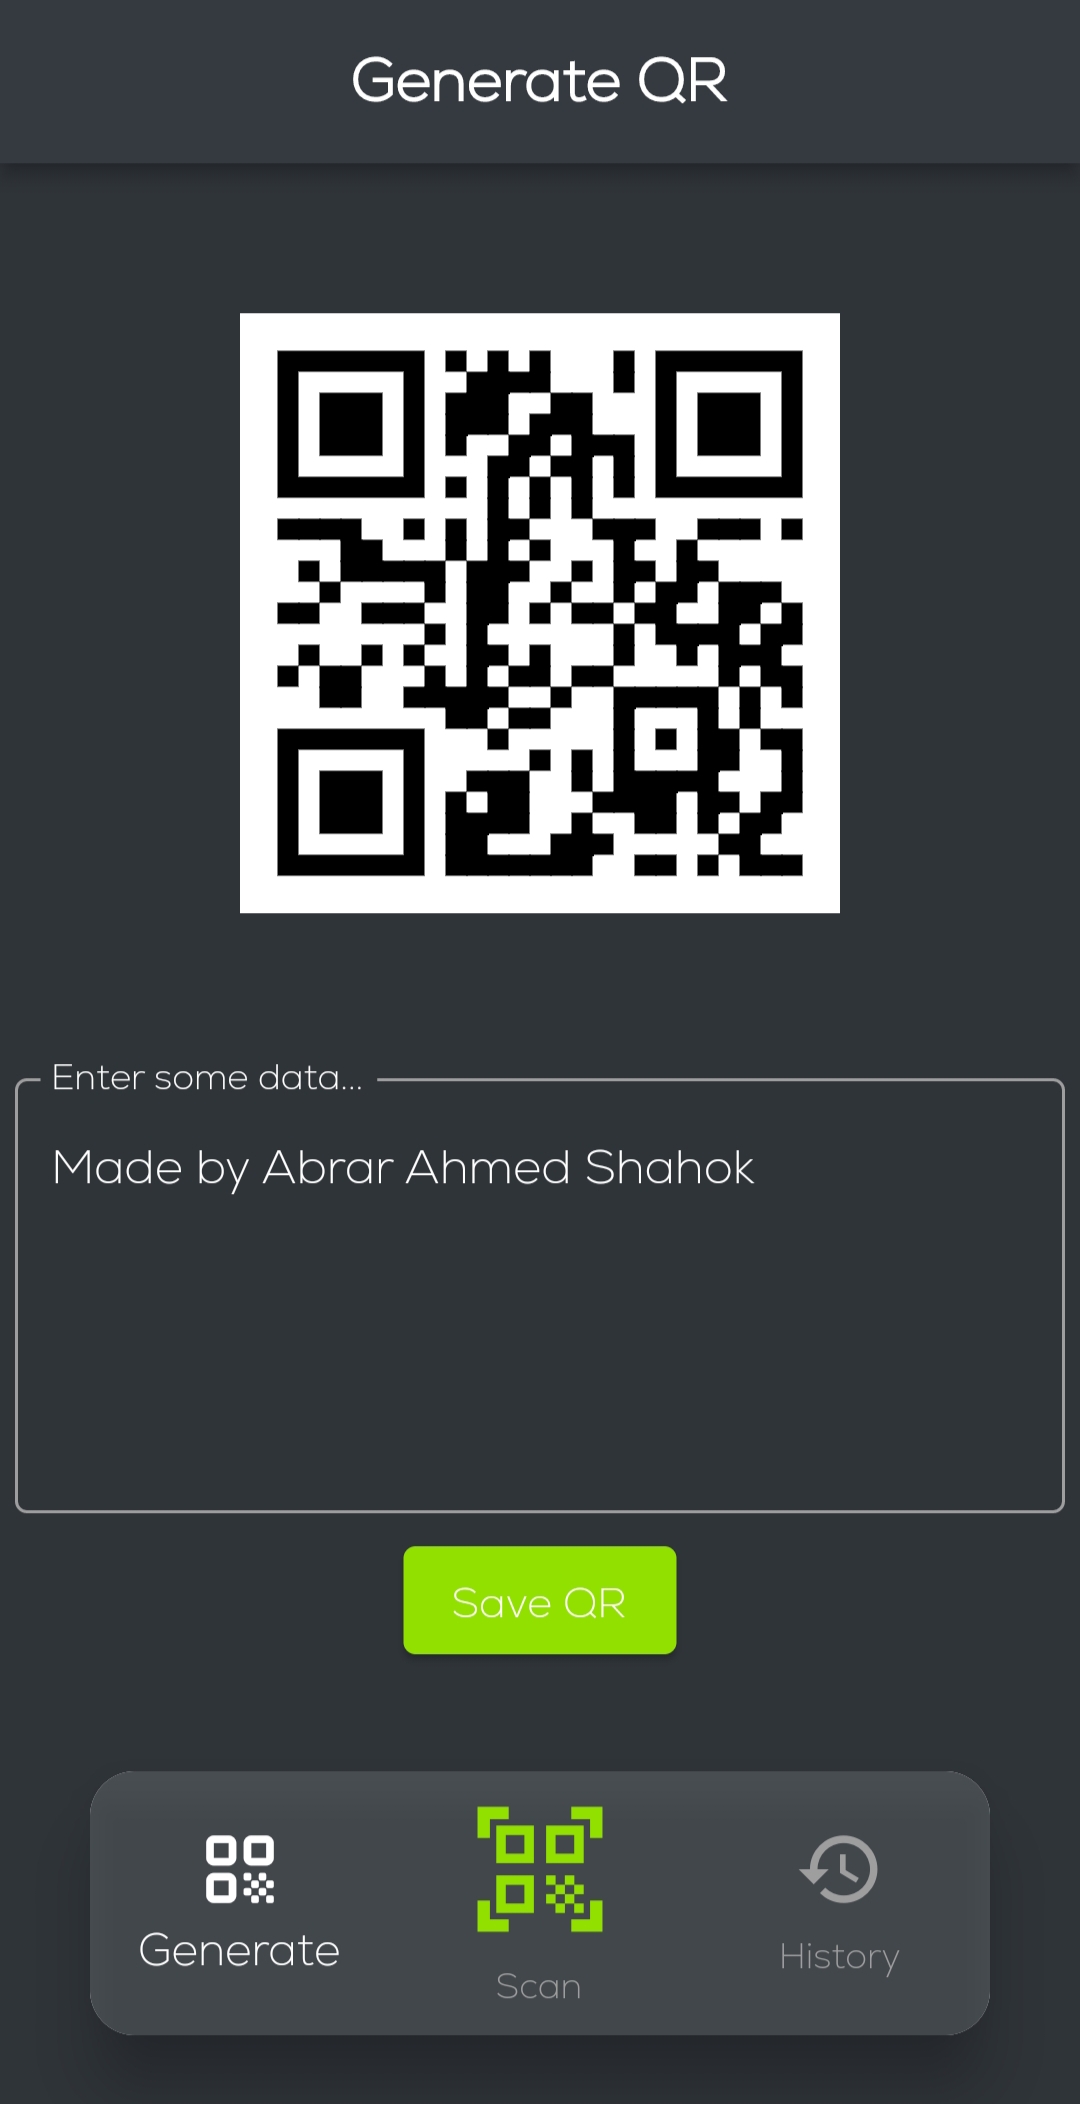 Generate QR
Enter some data...
Made by Abrar Ahmed Shahok
Save QR
Generate
Scan
History